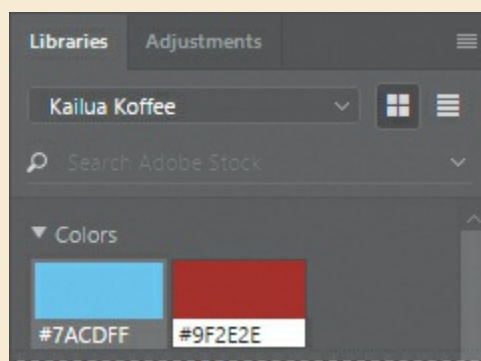 Libraries Adjustments
Kailua Koffee
Search Adobe Stock
Colors
#7ACDFF #9F2E2E